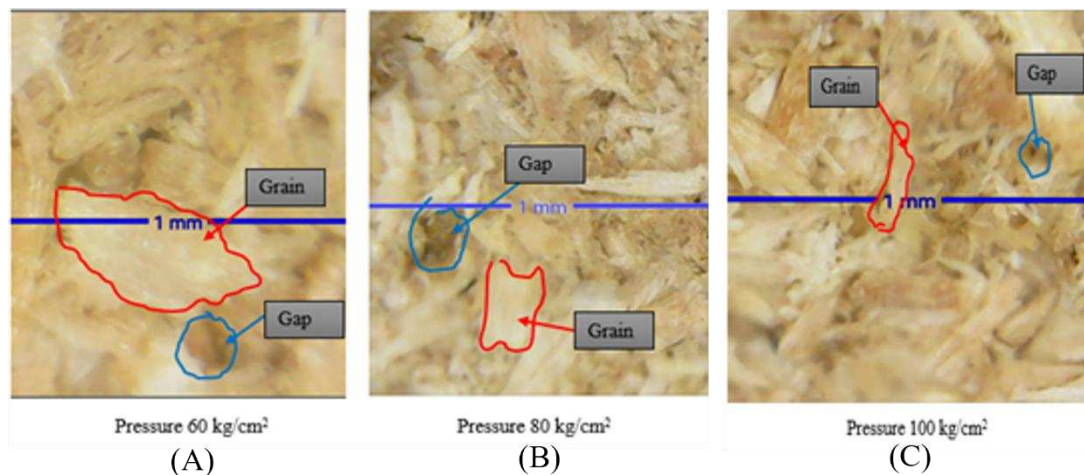 Grain
1 mm
Gap
Pressure 60 kg/cm²
(A)
Gap
1 mm
Grain
Pressure 80 kg/cm²
(B)
Grain
Gap
1 mm
Pressure 100 kg/cm²
(C)